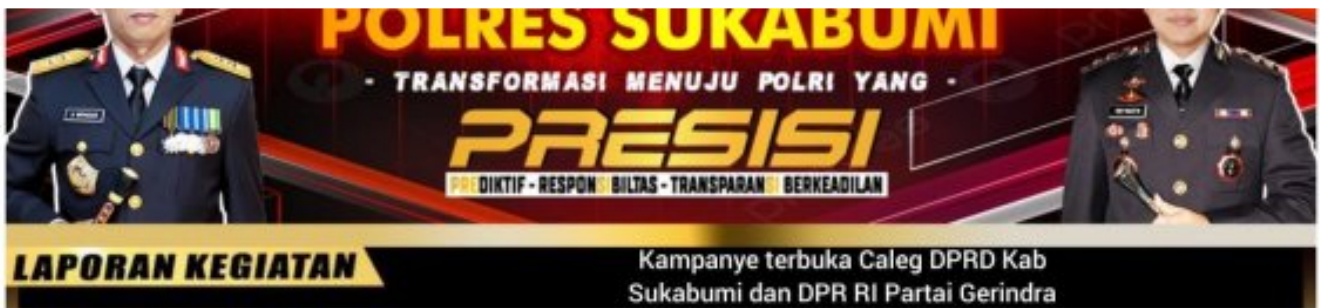 POLRES SUKABUMI
- TRANSFORMASI MENUJU POLRI YANG -
PRESISI
PREDIKTIF - RESPONSIBILTAS - TRANSPARANSI BERKEADILAN
LAPORAN KEGIATAN
Kampanye terbuka Caleg DPRD Kab
Sukabumi dan DPR RI Partai Gerindra